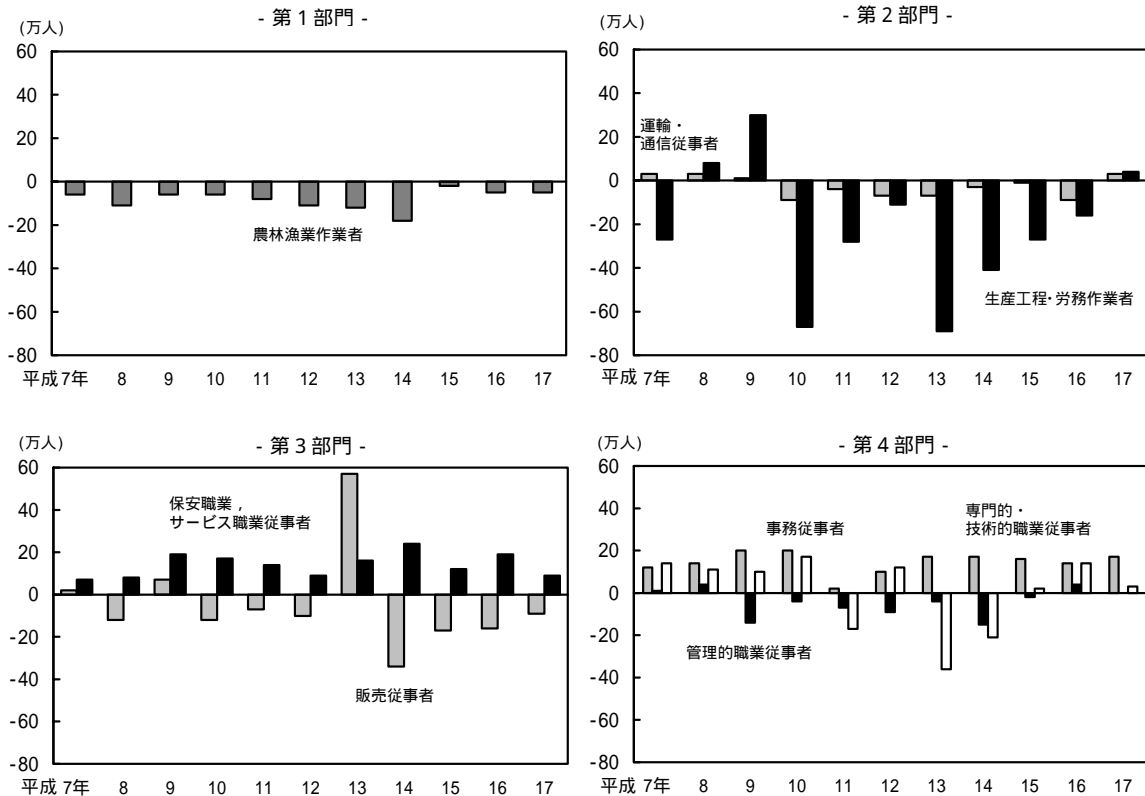 - 第1部門 -
(万人)
60
40
20
0
-20
-40
-60
-80
農林漁業作業者
平成 7年 8 9 10 11 12 13 14 15 16 17
- 第2部門 -
(万人)
60
40
20
0
-20
-40
-60
-80
運輸・
通信従事者
生産工程・労務作業者
平成 7年 8 9 10 11 12 13 14 15 16 17
- 第3部門 -
(万人)
60
40
20
0
-20
-40
-60
-80
保安職業,
サービス職業従事者
販売従事者
平成 7年 8 9 10 11 12 13 14 15 16 17
- 第4部門 -
(万人)
60
40
20
0
-20
-40
-60
-80
事務従事者
専門的・
技術的職業従事者
管理的職業従事者
平成 7年 8 9 10 11 12 13 14 15 16 17